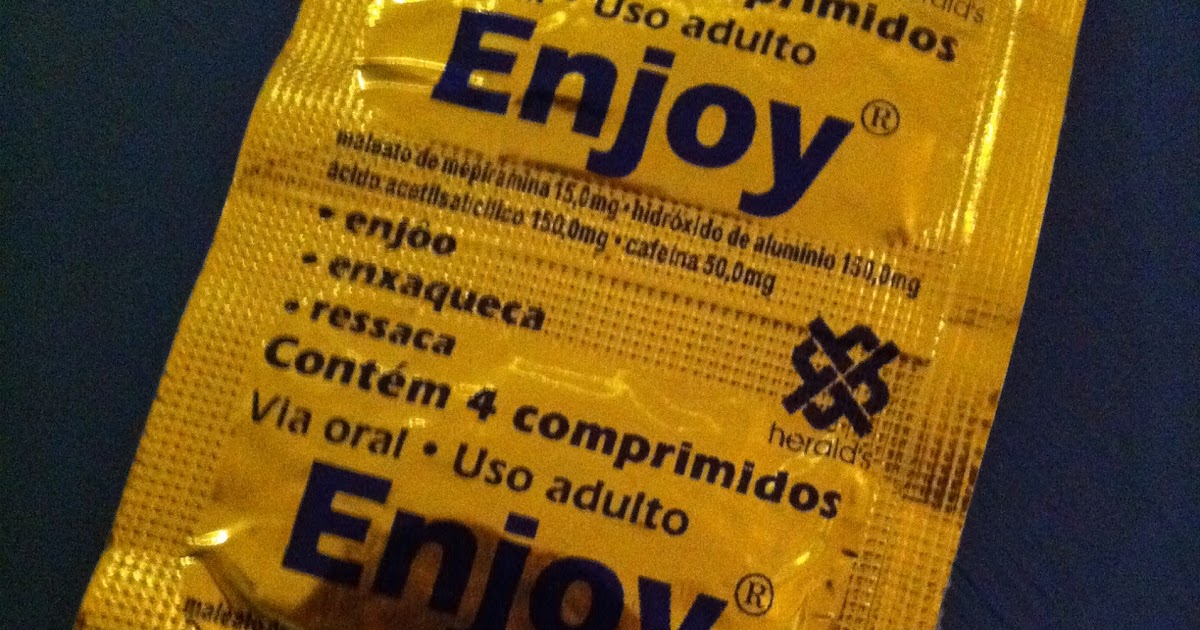 Uso adulto
Enjoy®
maleato de mepiramina 15,0mg • hidróxido de alumínio 150,0mg
ácido acetilsalicílico 150,0mg • cafeína 50,0mg
• enjôo
• enxaqueca
• ressaca
herald's
Contém 4 comprimidos
Via oral • Uso adulto
Enjoy®
maleato